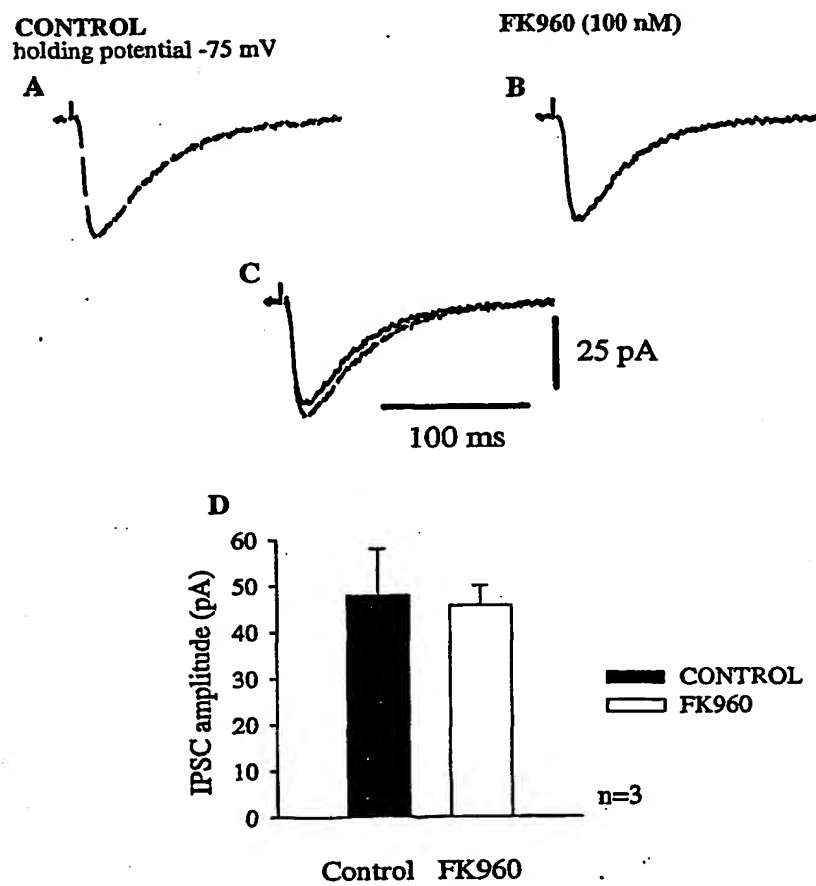 CONTROL
holding potential -75 mV
FK960 (100 nM)
A
B
C
25 pA
100 ms
D
60
50
40
30
20
10
0
IPSC amplitude (pA)
CONTROL
FK960
n=3
Control FK960